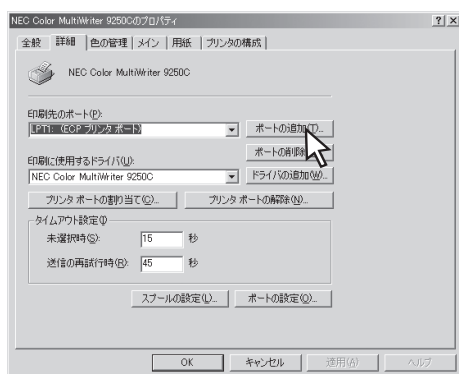 NEC Color MultiWriter 9250Cのプロパティ
全般 詳細 色の管理 メイン 用紙 プリンタの構成
NEC Color MultiWriter 9250C
印刷先のポート(P):
LPT1: (ECP プリンタ ポート) ポートの追加(T)...
ポートの削除
印刷に使用するドライバ(U):
NEC Color MultiWriter 9250C ドライバの追加(W)...
プリンタ ポートの割り当て(C)... プリンタ ポートの解除(N)...
タイムアウト設定
未選択時(S): 15 秒
送信の再試行時(R): 45 秒
スプールの設定(L)... ポートの設定(O)...
OK キャンセル 適用(A) ヘルプ